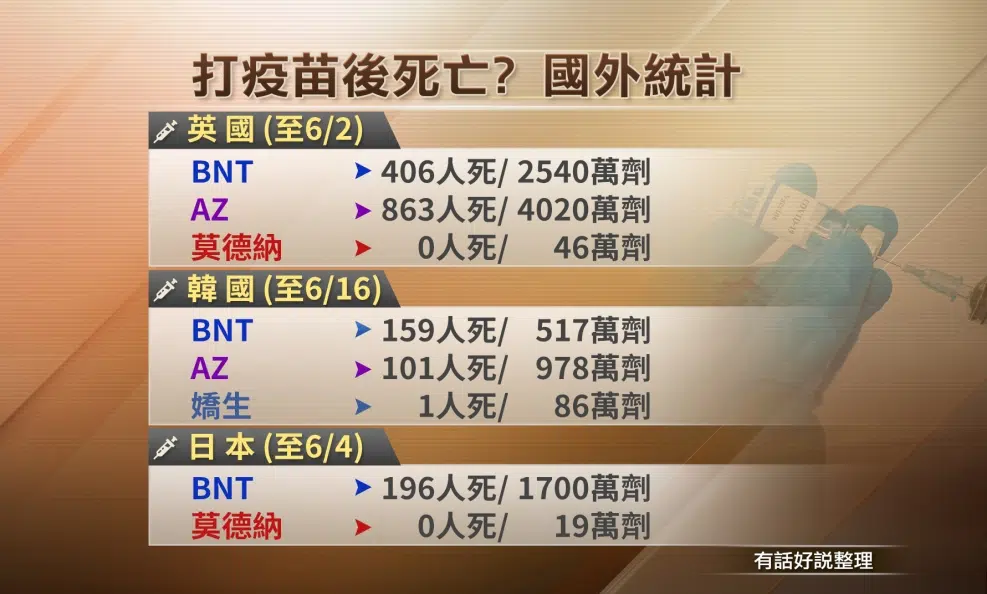 打疫苗後死亡? 國外統計
英國 (至6/2)
BNT ➤ 406人死/ 2540萬劑
AZ ➤ 863人死/ 4020萬劑
莫德納 ➤ 0人死/ 46萬劑
韓國 (至6/16)
BNT ➤ 159人死/ 517萬劑
AZ ➤ 101人死/ 978萬劑
嬌生 ➤ 1人死/ 86萬劑
日本 (至6/4)
BNT ➤ 196人死/ 1700萬劑
莫德納 ➤ 0人死/ 19萬劑
有話好說整理